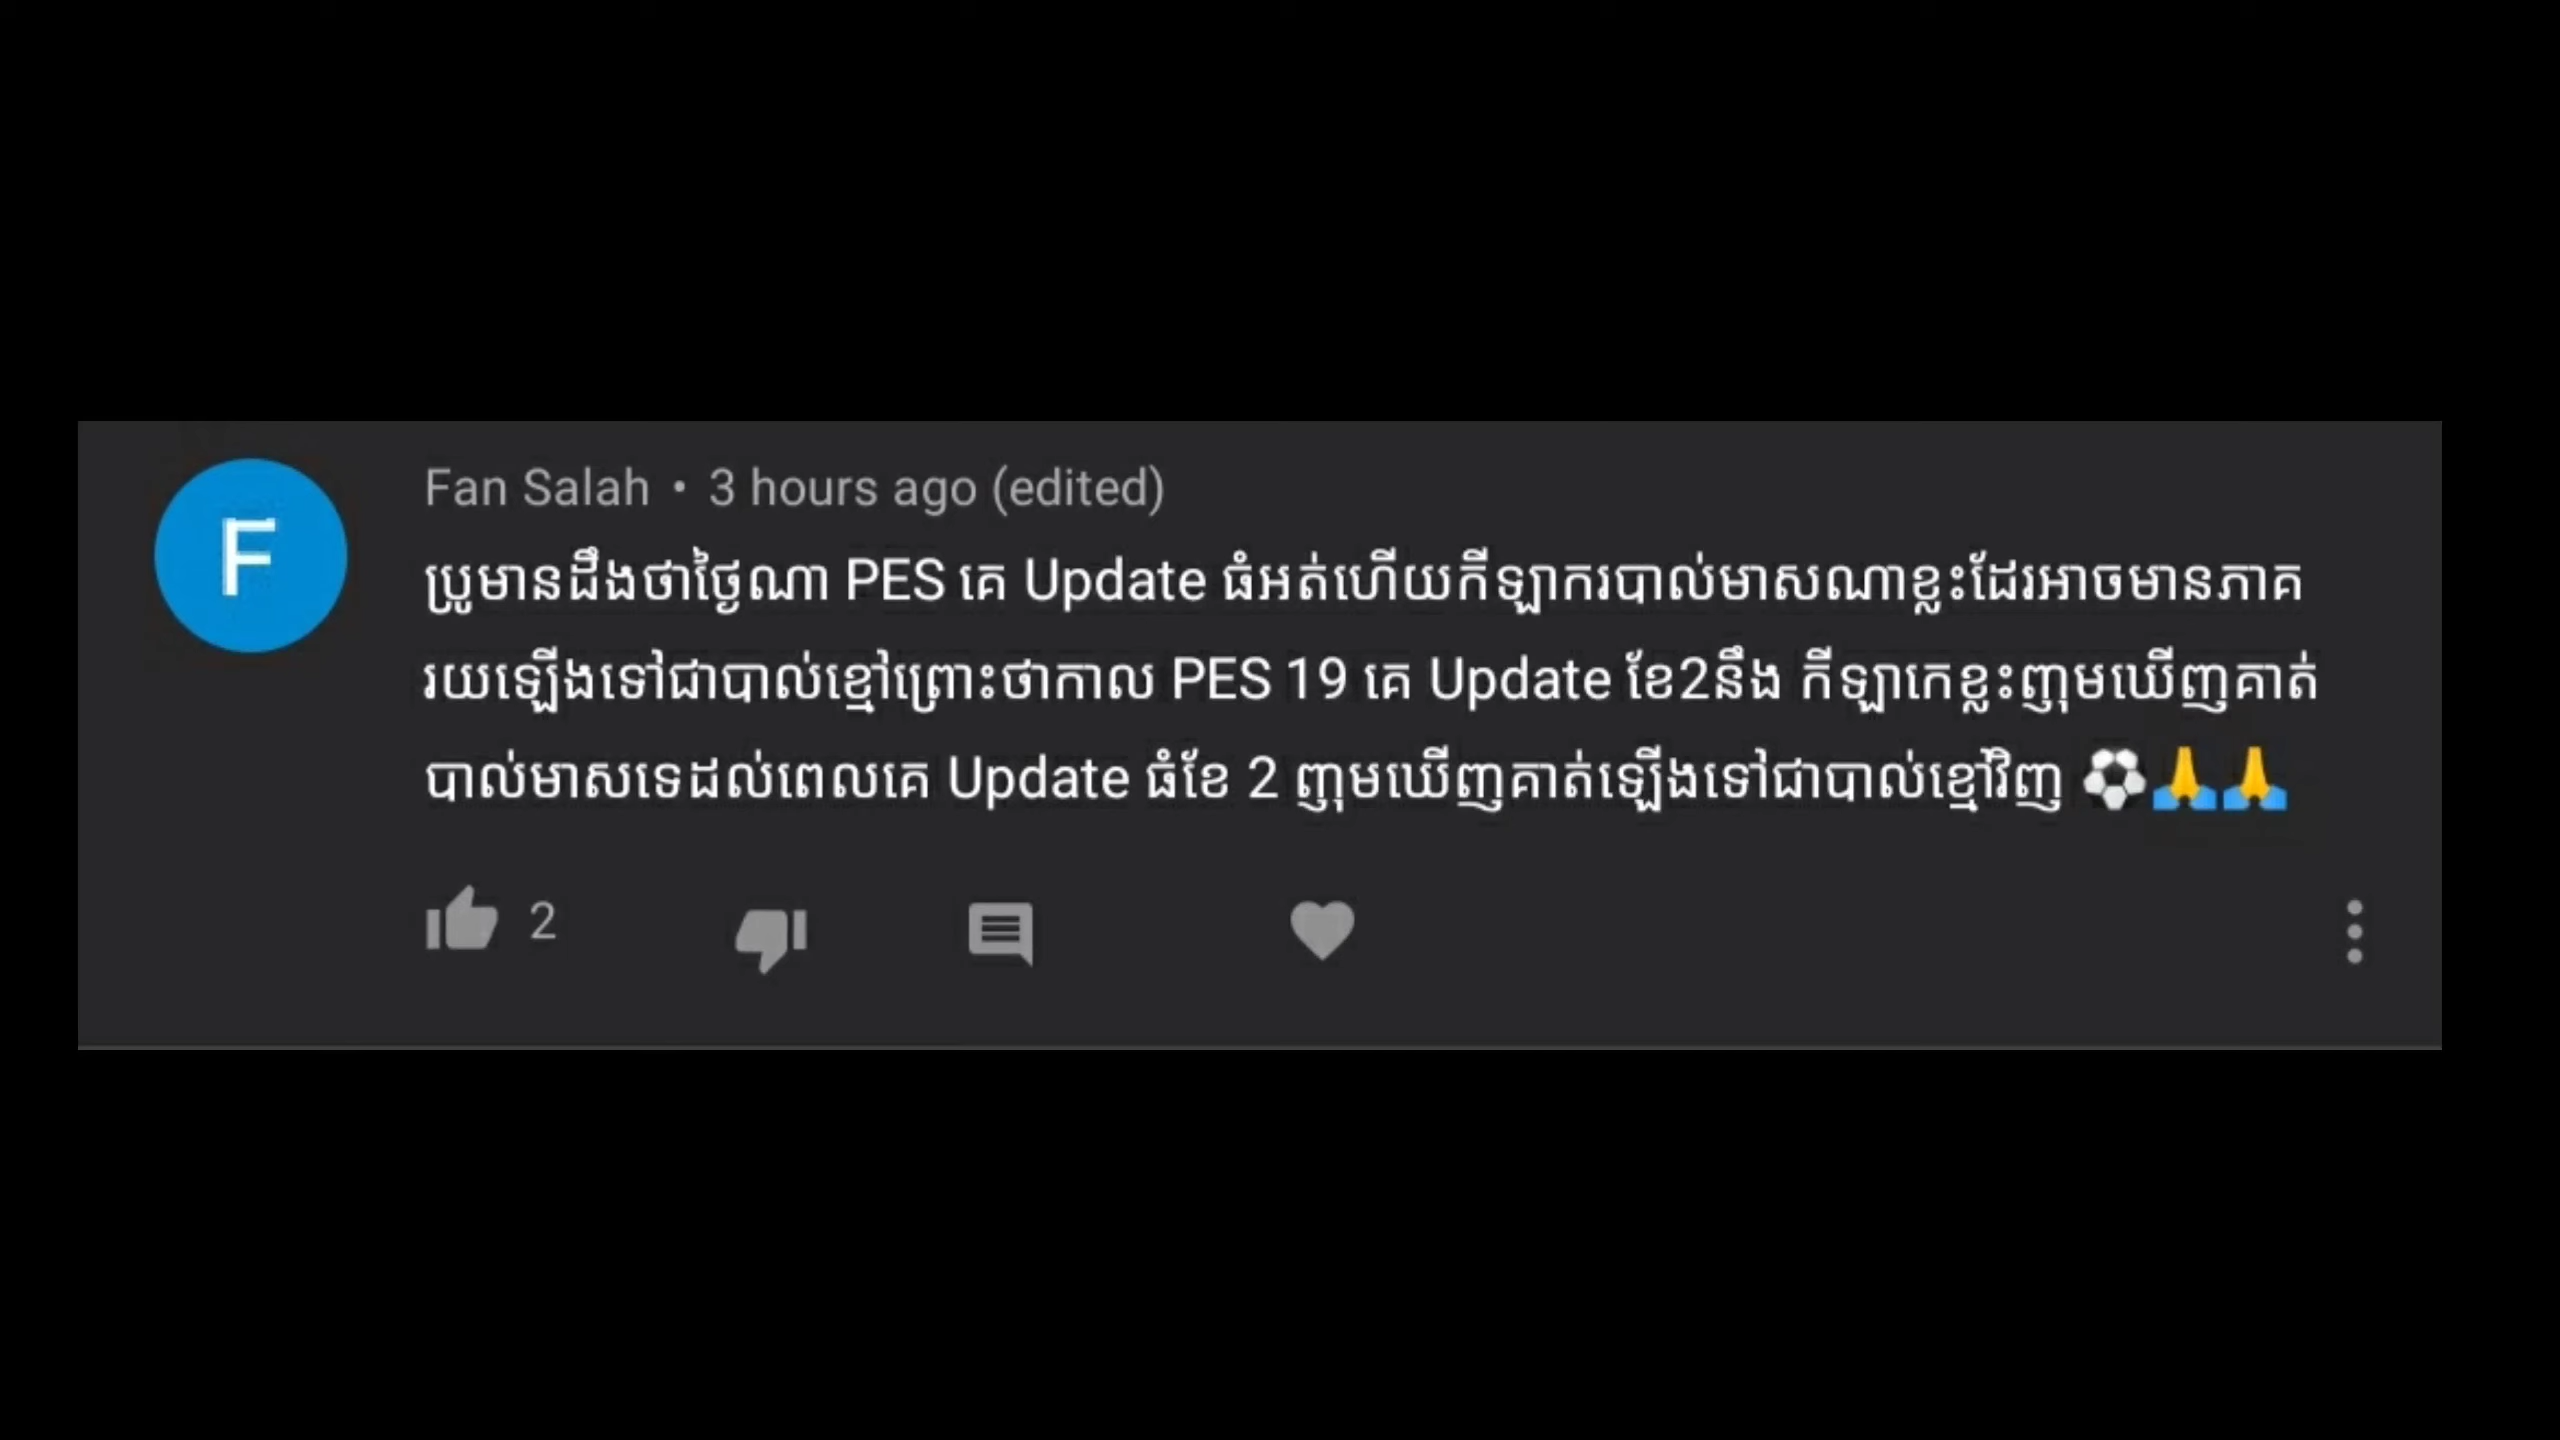 F
Fan Salah • 3 hours ago (edited)
ប្រូមានដឹងថាថ្ងៃណា PES គេ Update ធំអត់ហើយកីឡាករបាល់មាសណាខ្លះដែរអាចមានភាគ
រយឡើងទៅជាបាល់ខ្មៅព្រោះថាកាល PES 19 គេ Update ខែ2នឹង កីឡាកេខ្លះញុមឃើញគាត់
បាល់មាសទេដល់ពេលគេ Update ធំខែ 2 ញុមឃើញគាត់ឡើងទៅជាបាល់ខ្មៅវិញ ⚽🙏🙏
2